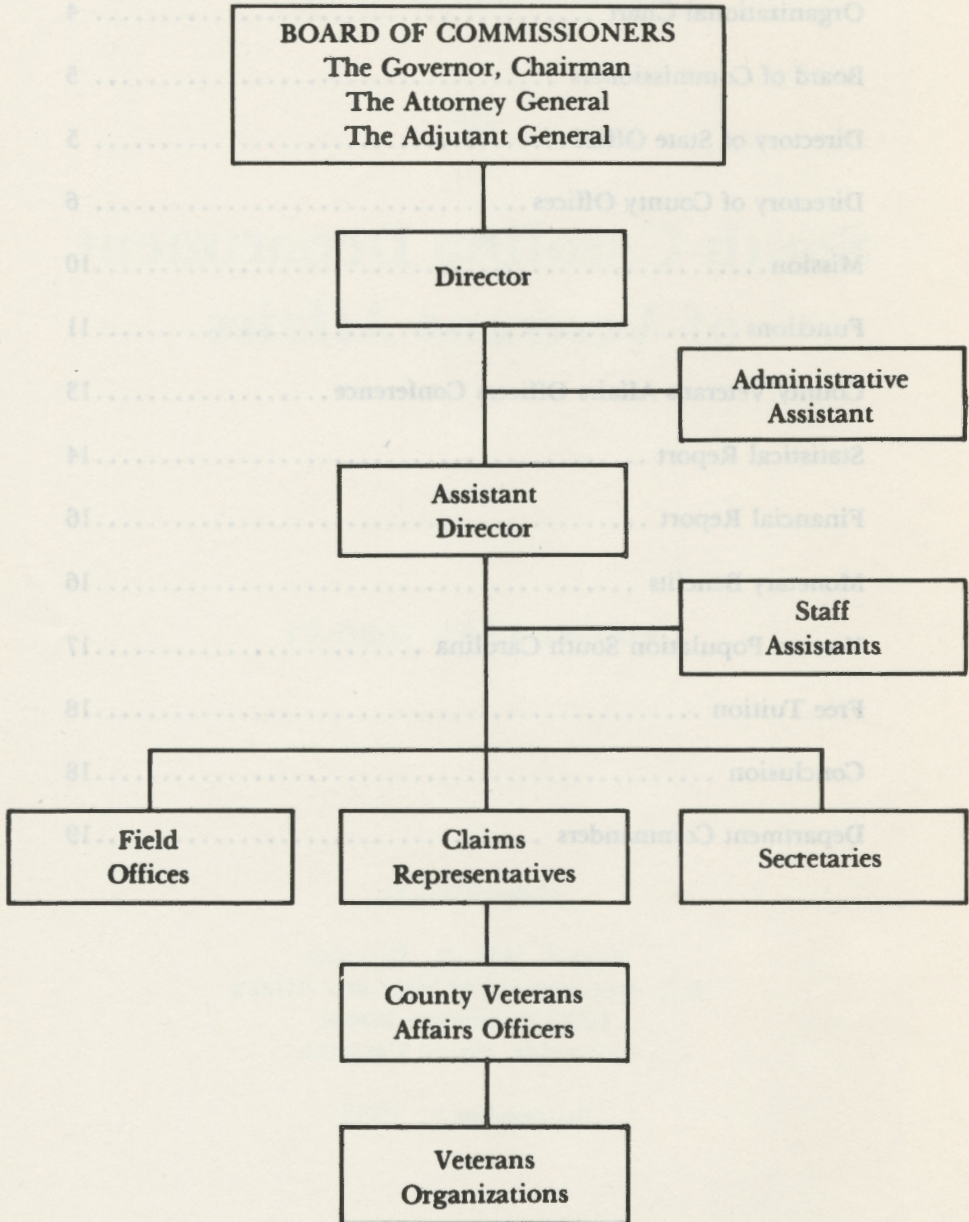 BOARD OF COMMISSIONERS
The Governor, Chairman
The Attorney General
The Adjutant General
Director
Administrative
Assistant
Assistant
Director
Staff
Assistants
Field
Offices
Claims
Representatives
Secretaries
County Veterans
Affairs Officers
Veterans
Organizations